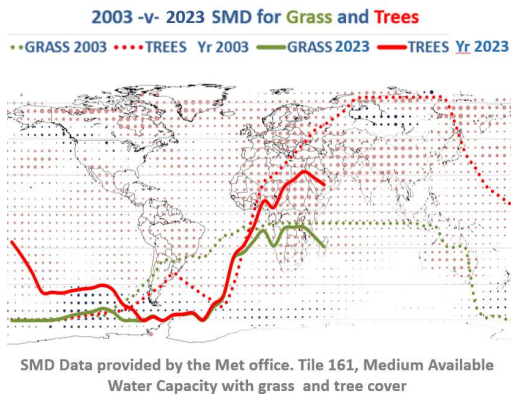 2003 -v- 2023 SMD for Grass and Trees
GRASS 2003 TREES Yr 2003 GRASS 2023 TREES Yr 2023
SMD Data provided by the Met office. Tile 161, Medium Available
Water Capacity with grass and tree cover